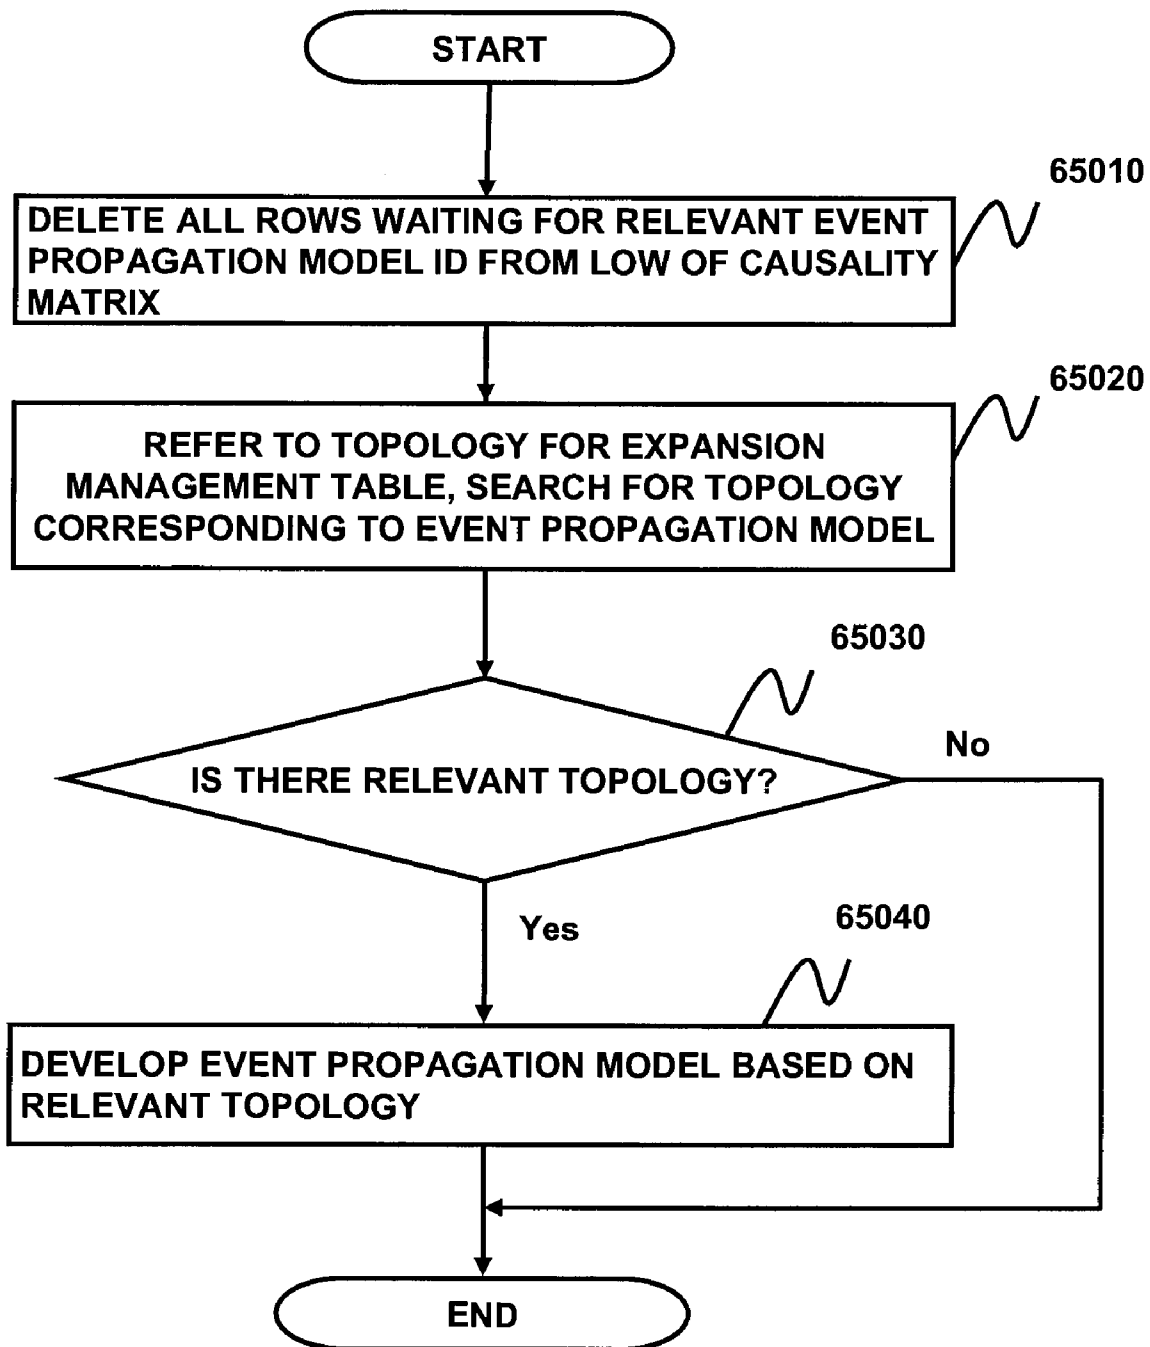 START
65010
DELETE ALL ROWS WAITING FOR RELEVANT EVENT
PROPAGATION MODEL ID FROM LOW OF CAUSALITY
MATRIX
65020
REFER TO TOPOLOGY FOR EXPANSION
MANAGEMENT TABLE, SEARCH FOR TOPOLOGY
CORRESPONDING TO EVENT PROPAGATION MODEL
65030
IS THERE RELEVANT TOPOLOGY?
No
Yes
65040
DEVELOP EVENT PROPAGATION MODEL BASED ON
RELEVANT TOPOLOGY
END